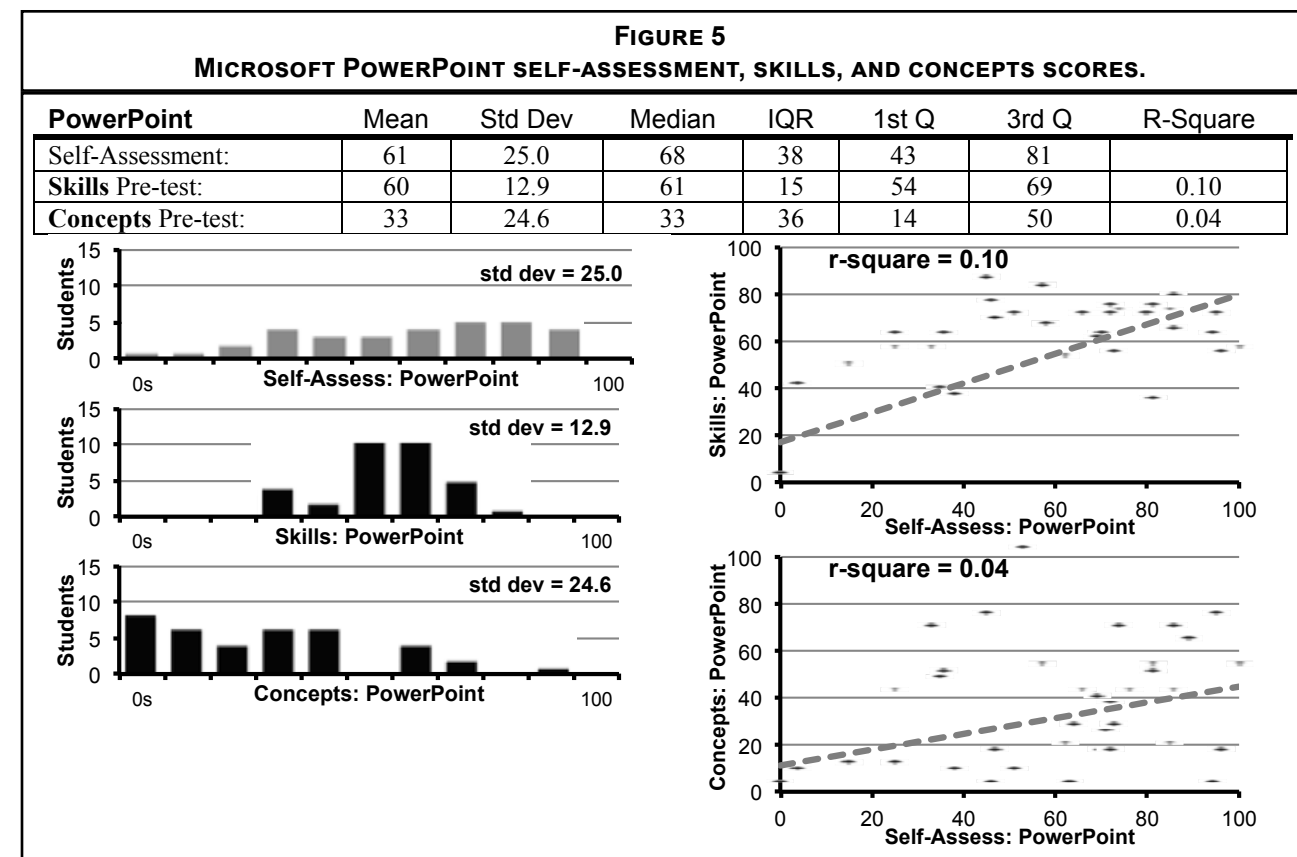 FIGURE 5
MICROSOFT POWERPOINT SELF-ASSESSMENT, SKILLS, AND CONCEPTS SCORES.
PowerPoint Mean Std Dev Median IQR 1st Q 3rd Q R-Square
Self-Assessment: 61 25.0 68 38 43 81
Skills Pre-test: 60 12.9 61 15 54 69 0.10
Concepts Pre-test: 33 24.6 33 36 14 50 0.04
15
10
5
0
Students
std dev = 25.0
0s 100
Self-Assess: PowerPoint
15
10
5
0
Students
std dev = 12.9
0s 100
Skills: PowerPoint
15
10
5
0
Students
std dev = 24.6
0s 100
Concepts: PowerPoint
100
80
60
40
20
0
Skills: PowerPoint
r-square = 0.10
0 20 40 60 80 100
Self-Assess: PowerPoint
100
80
60
40
20
0
Concepts: PowerPoint
r-square = 0.04
0 20 40 60 80 100
Self-Assess: PowerPoint